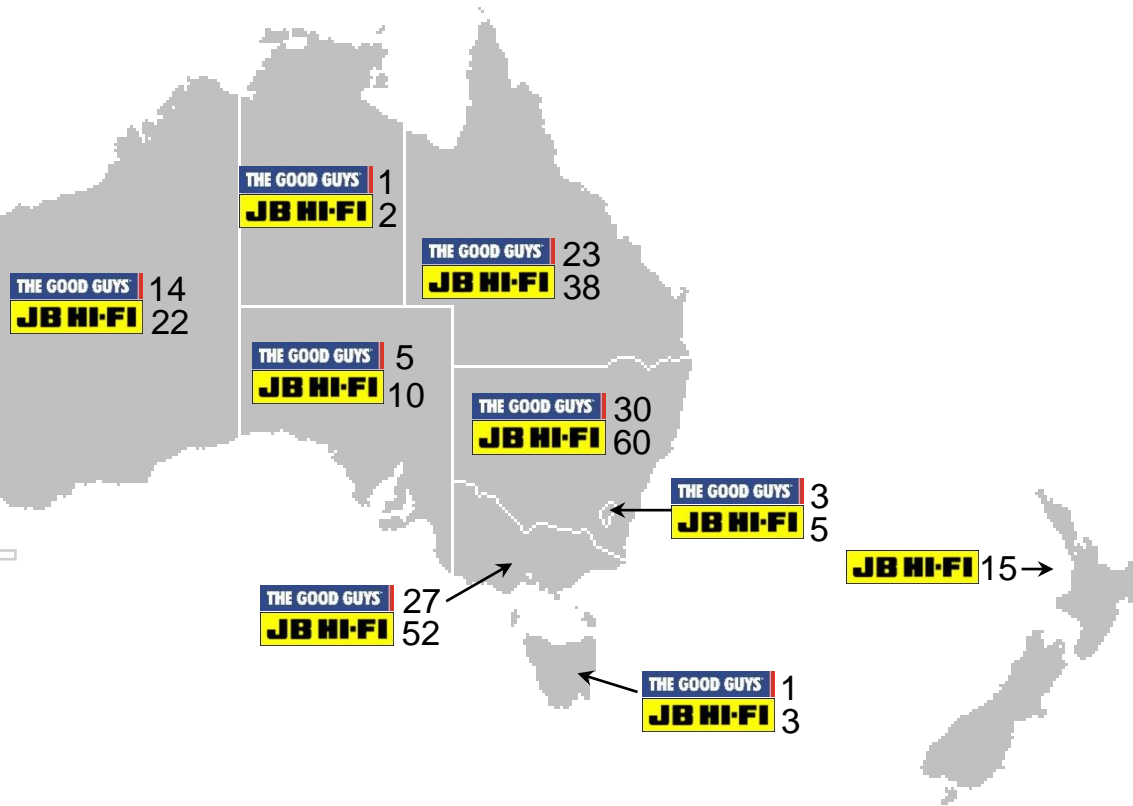 THE GOOD GUYS 1
JB HI-FI 2
THE GOOD GUYS 23
JB HI-FI 38
THE GOOD GUYS 14
JB HI-FI 22
THE GOOD GUYS 5
JB HI-FI 10
THE GOOD GUYS 30
JB HI-FI 60
THE GOOD GUYS 3
JB HI-FI 5
JB HI-FI 15
THE GOOD GUYS 27
JB HI-FI 52
THE GOOD GUYS 1
JB HI-FI 3